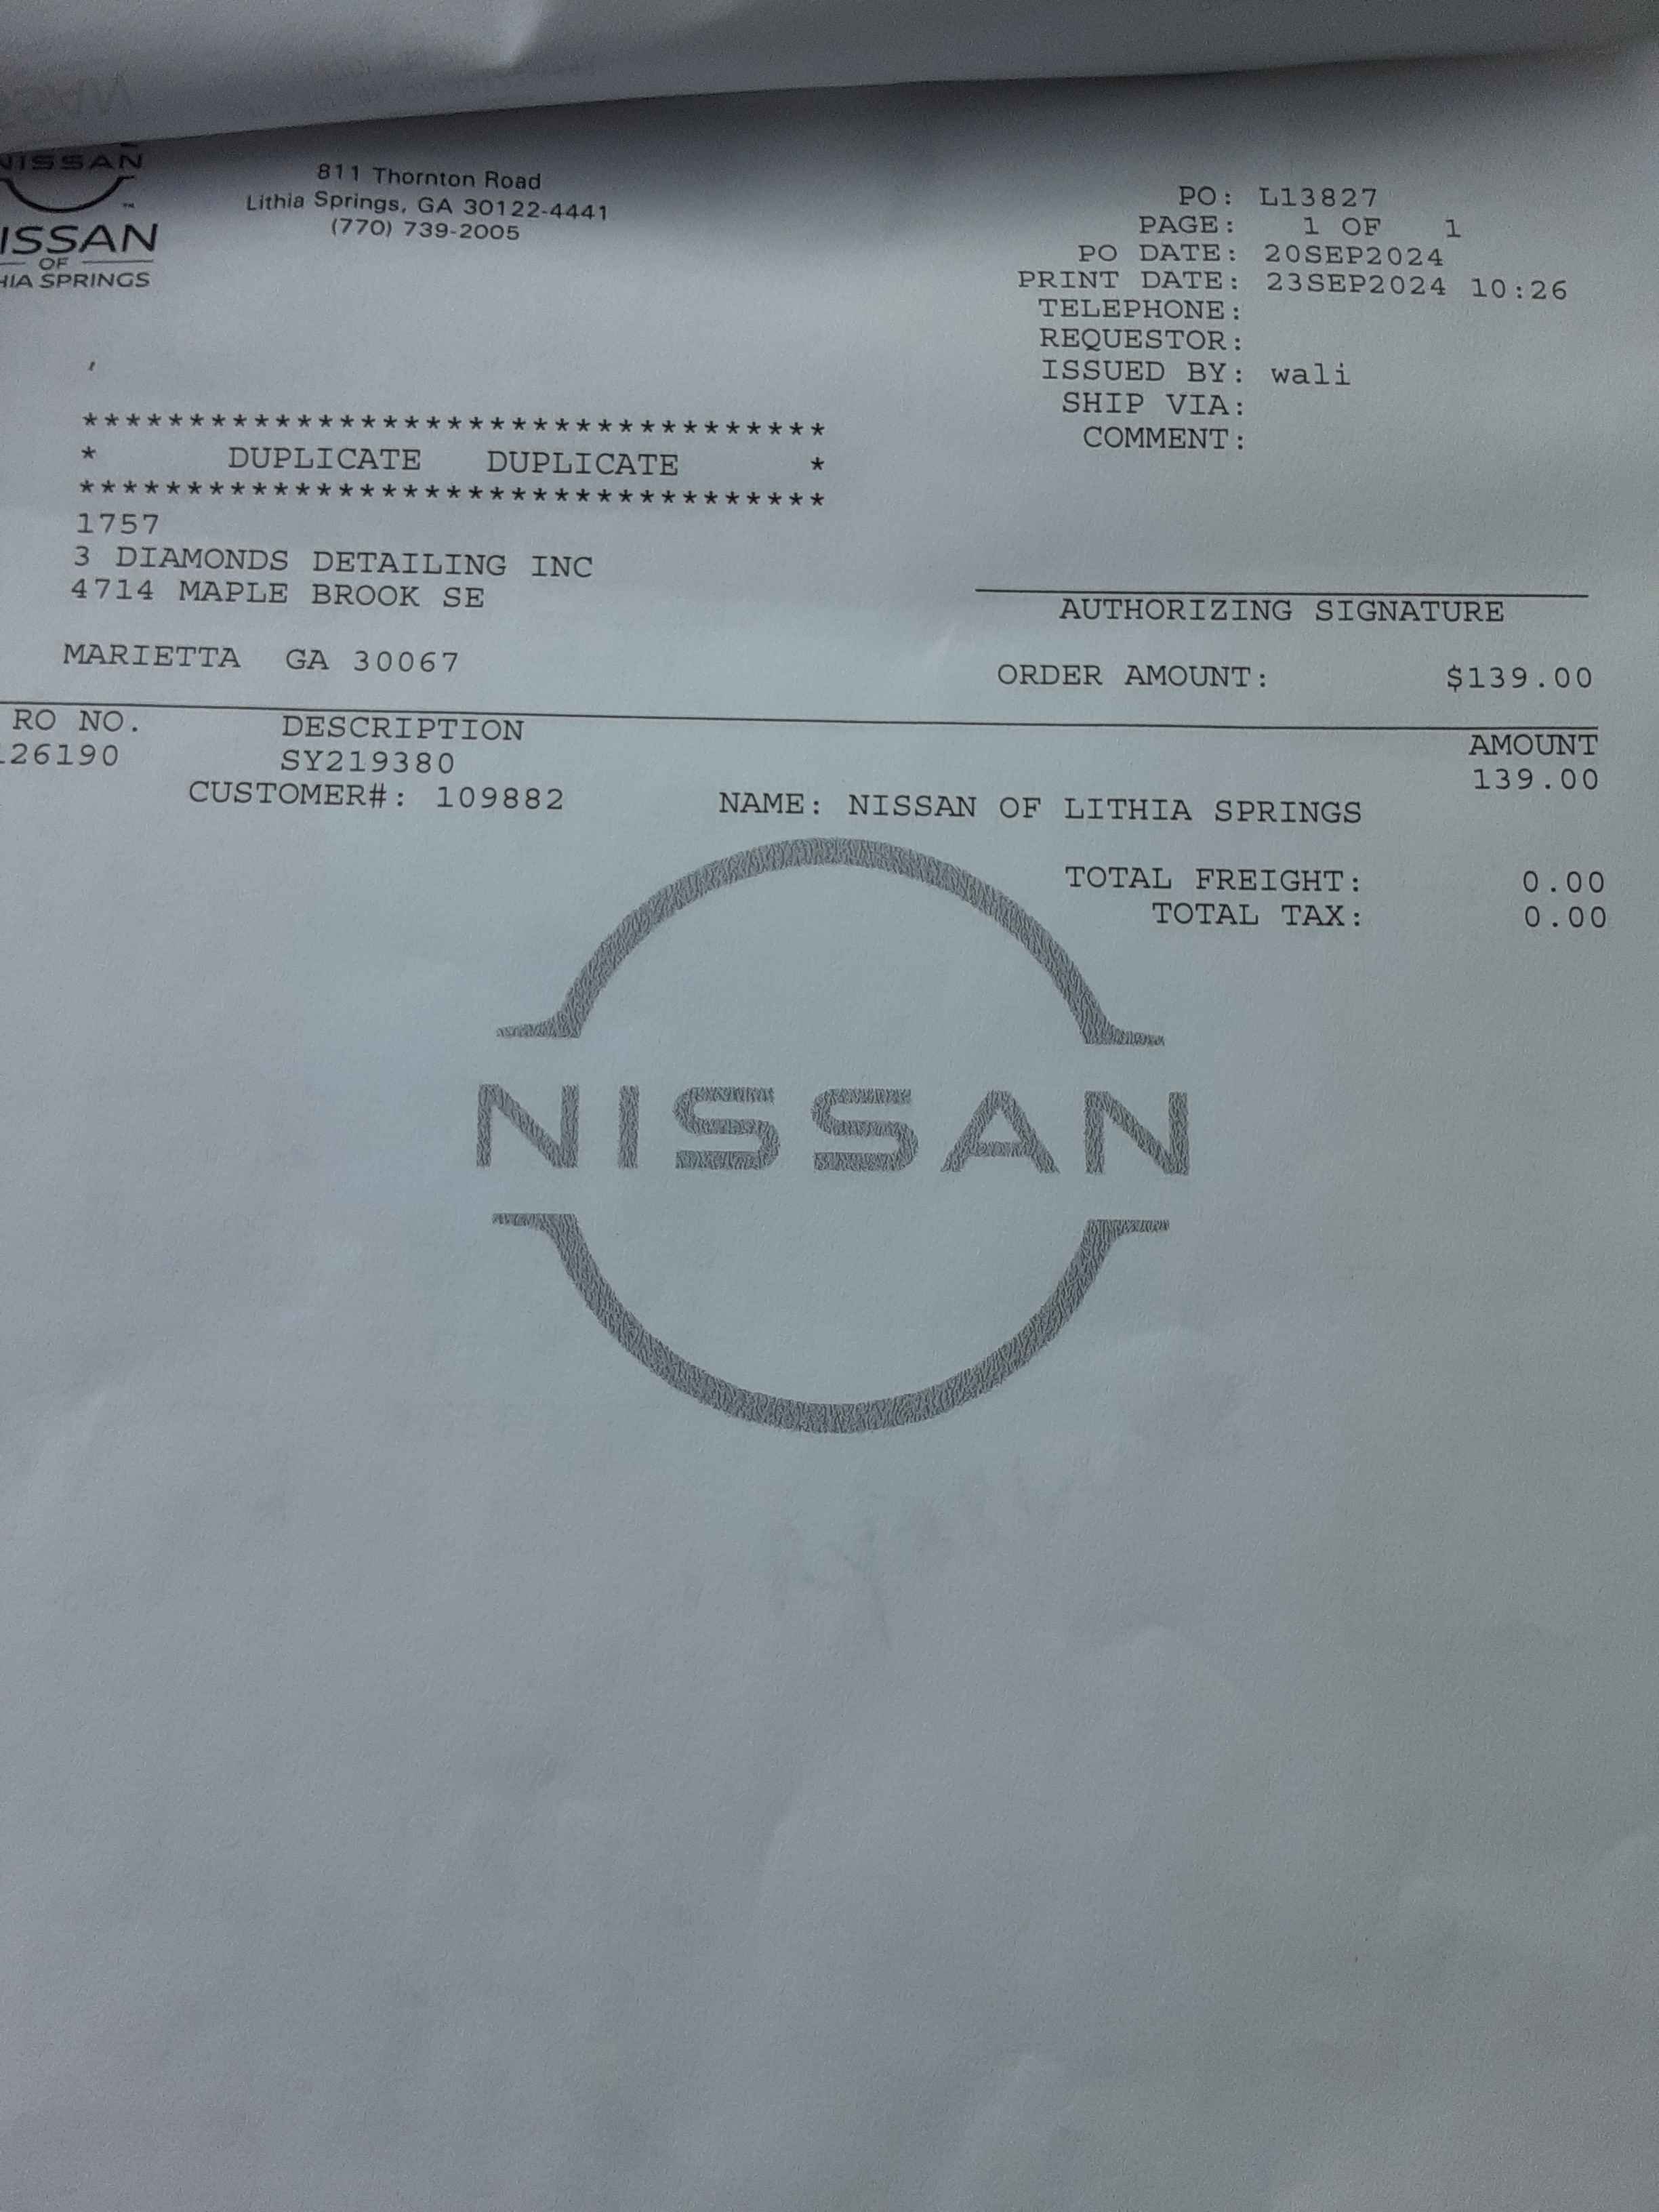 NISSAN
ISSAN
OF
HIA SPRINGS
811 Thornton Road
Lithia Springs, GA 30122-4441
(770) 739-2005
PO: L13827
PAGE: 1 OF 1
PO DATE: 20SEP2024
PRINT DATE: 23SEP2024 10:26
TELEPHONE:
REQUESTOR:
ISSUED BY: wali
SHIP VIA:
COMMENT:
***********************************
* DUPLICATE DUPLICATE *
***********************************
1757
3 DIAMONDS DETAILING INC
4714 MAPLE BROOK SE
MARIETTA GA 30067
AUTHORIZING SIGNATURE
ORDER AMOUNT: $139.00
RO NO. DESCRIPTION AMOUNT
126190 SY219380 139.00
CUSTOMER#: 109882 NAME: NISSAN OF LITHIA SPRINGS
TOTAL FREIGHT: 0.00
TOTAL TAX: 0.00
NISSAN